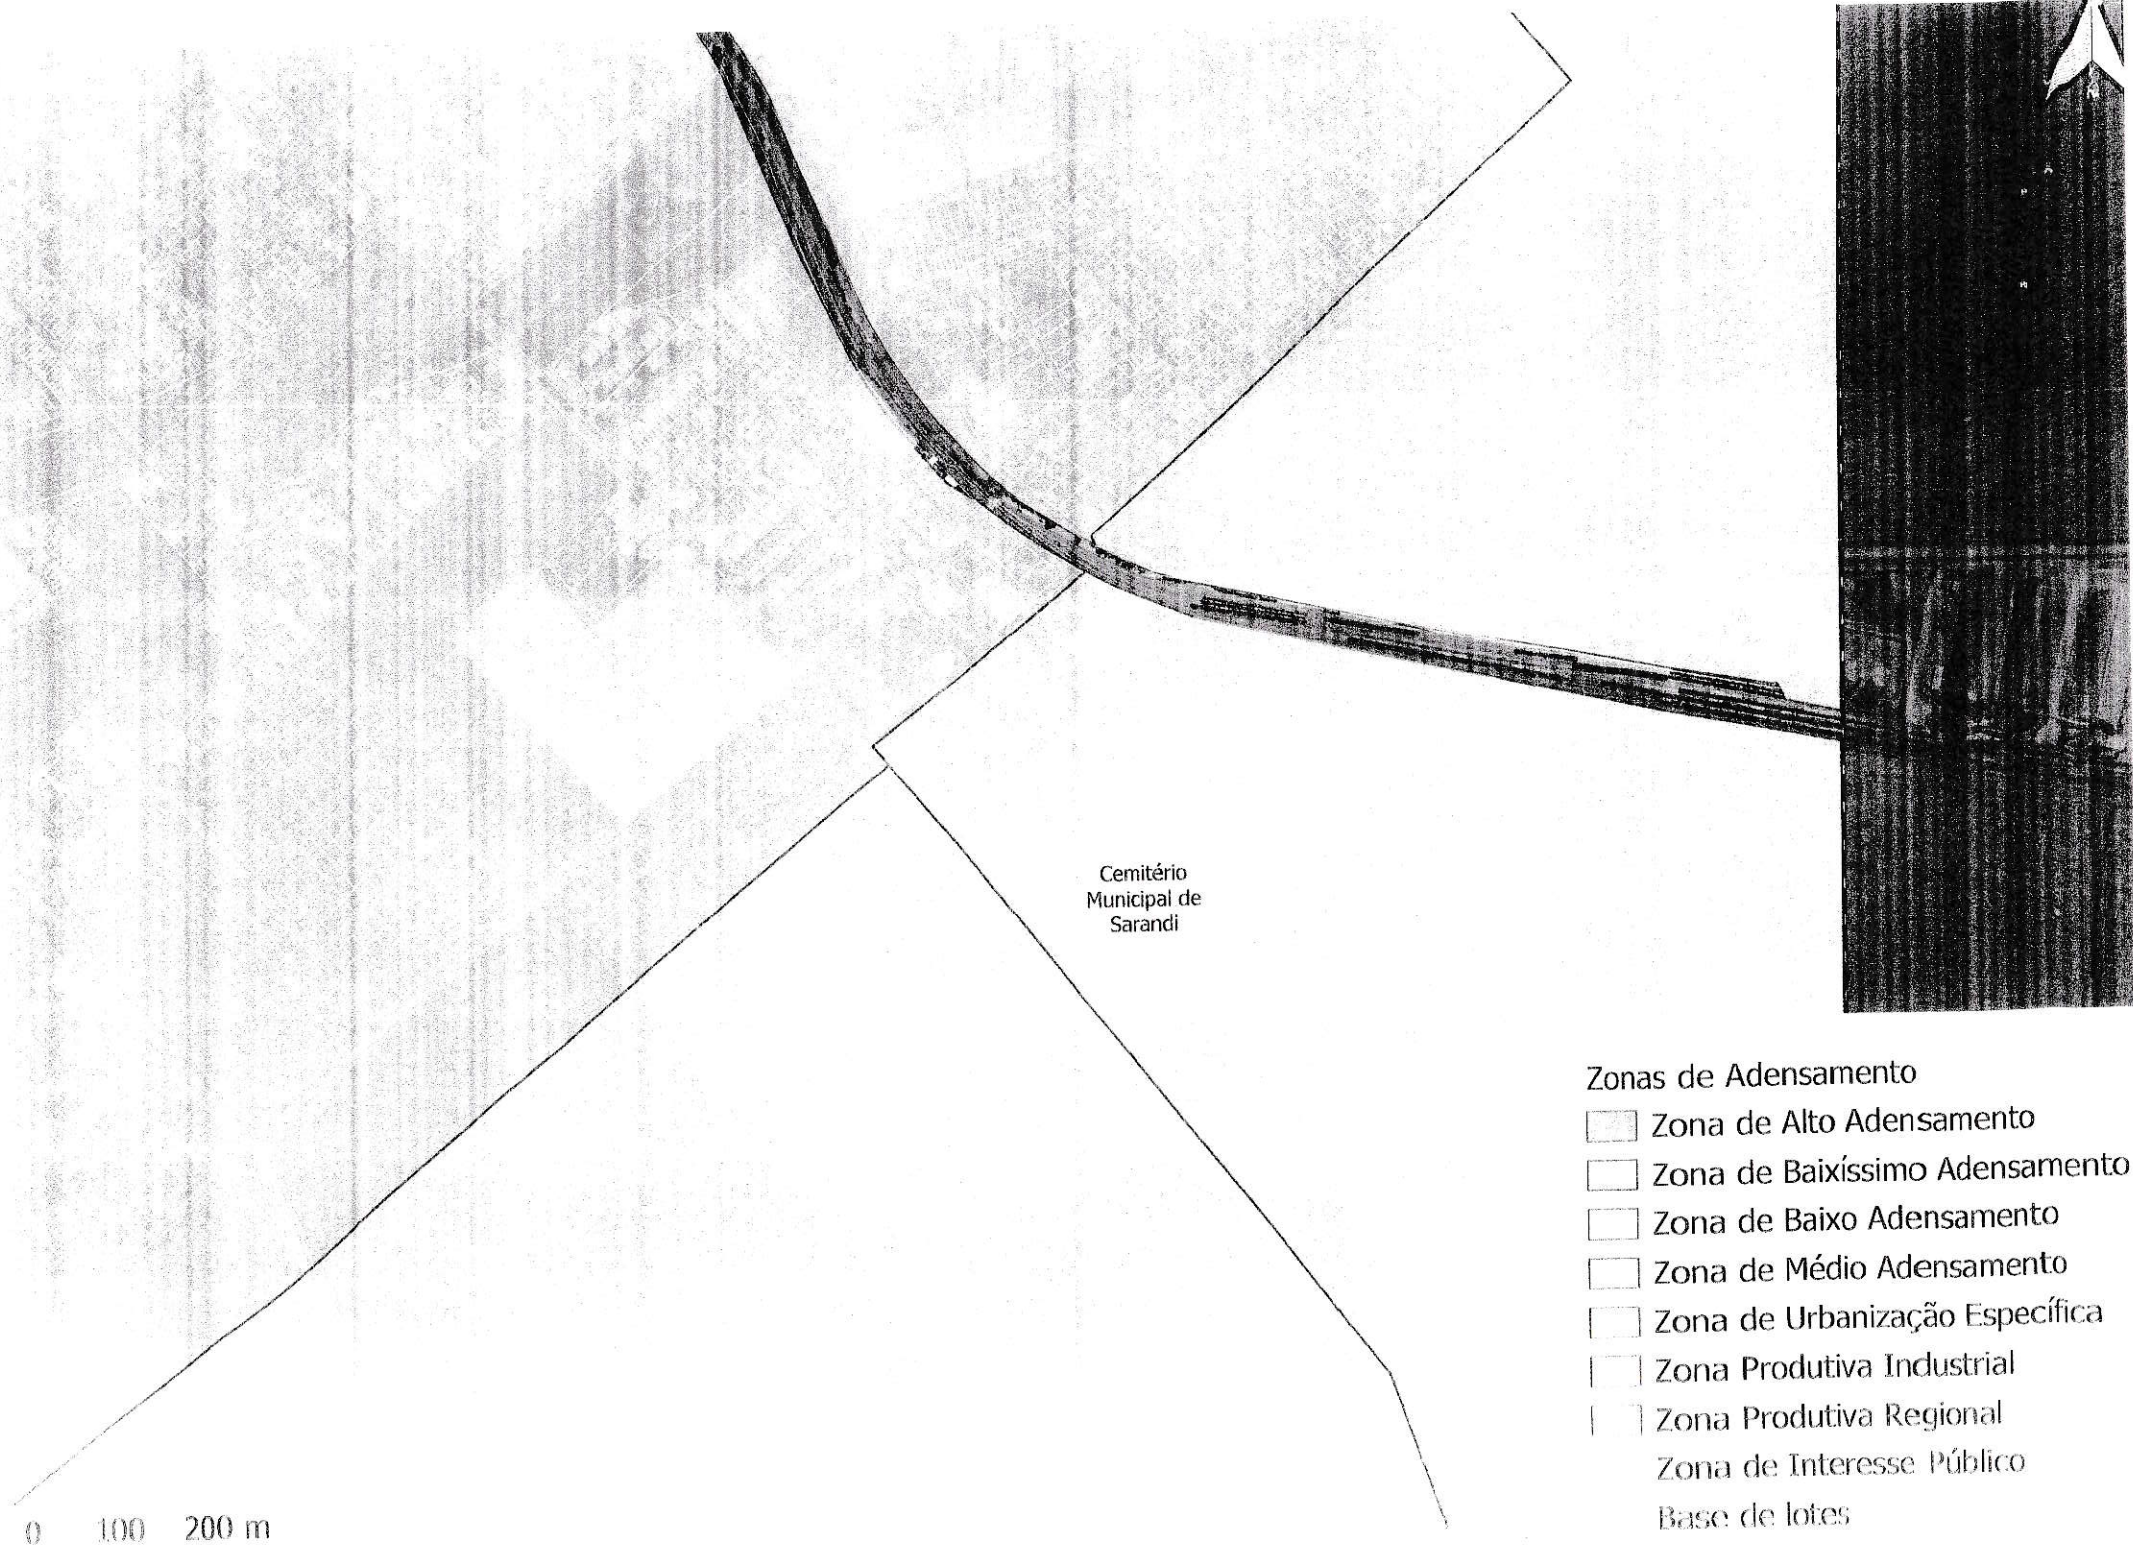 Cemitério
Municipal de
Sarandi
Zonas de Adensamento
Zona de Alto Adensamento
Zona de Baixíssimo Adensamento
Zona de Baixo Adensamento
Zona de Médio Adensamento
Zona de Urbanização Específica
Zona Produtiva Industrial
Zona Produtiva Regional
Zona de Interesse Público
Base de lotes
0 100 200 m